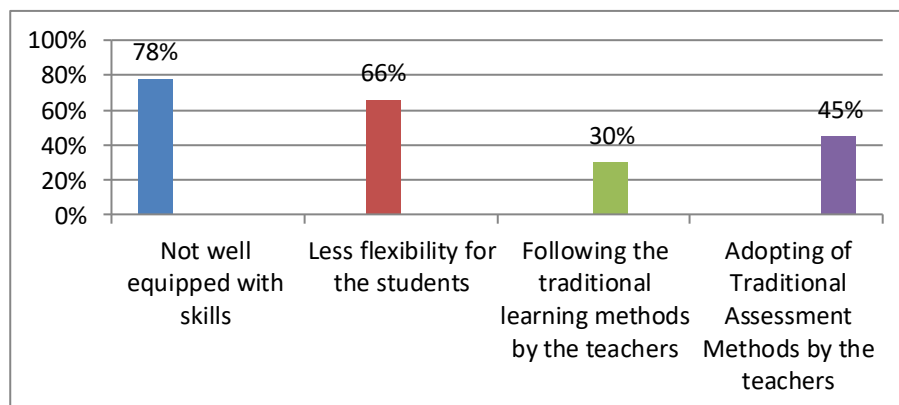 100%
80%
60%
40%
20%
0%
78%
66%
30%
45%
Not well
equipped with
skills
Less flexibility for
the students
Following the
traditional
learning methods
by the teachers
Adopting of
Traditional
Assessment
Methods by the
teachers